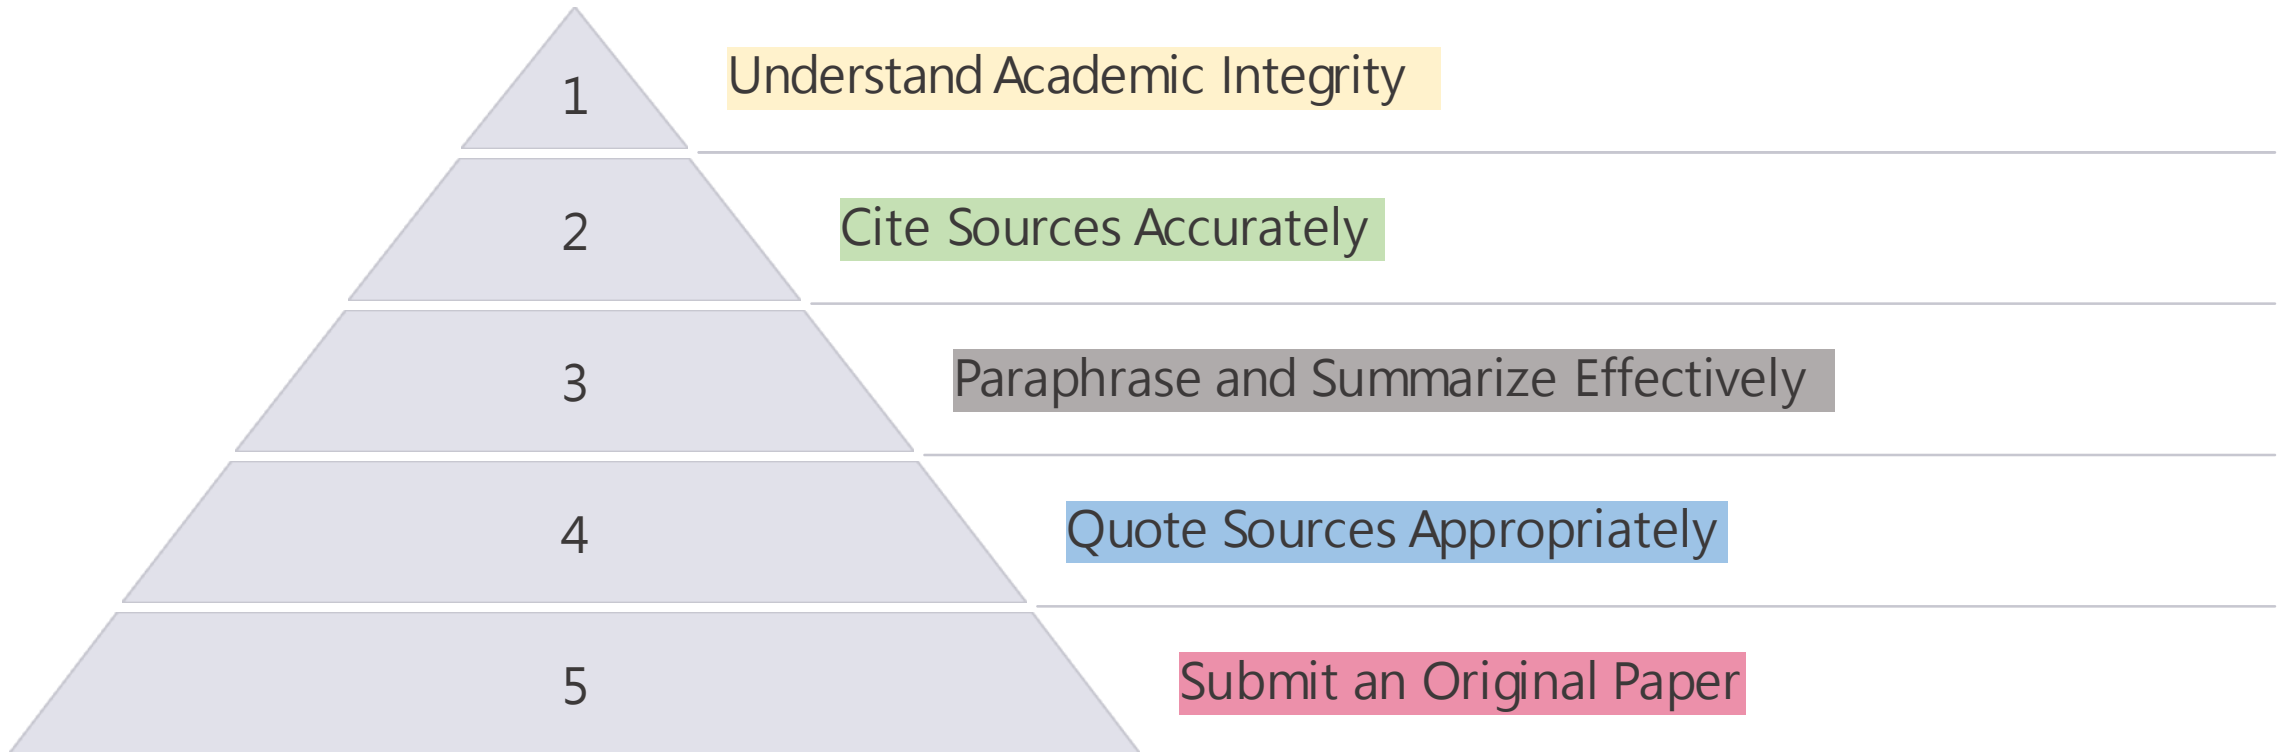 1
Understand Academic Integrity
2
Cite Sources Accurately
3
Paraphrase and Summarize Effectively
4
Quote Sources Appropriately
5
Submit an Original Paper